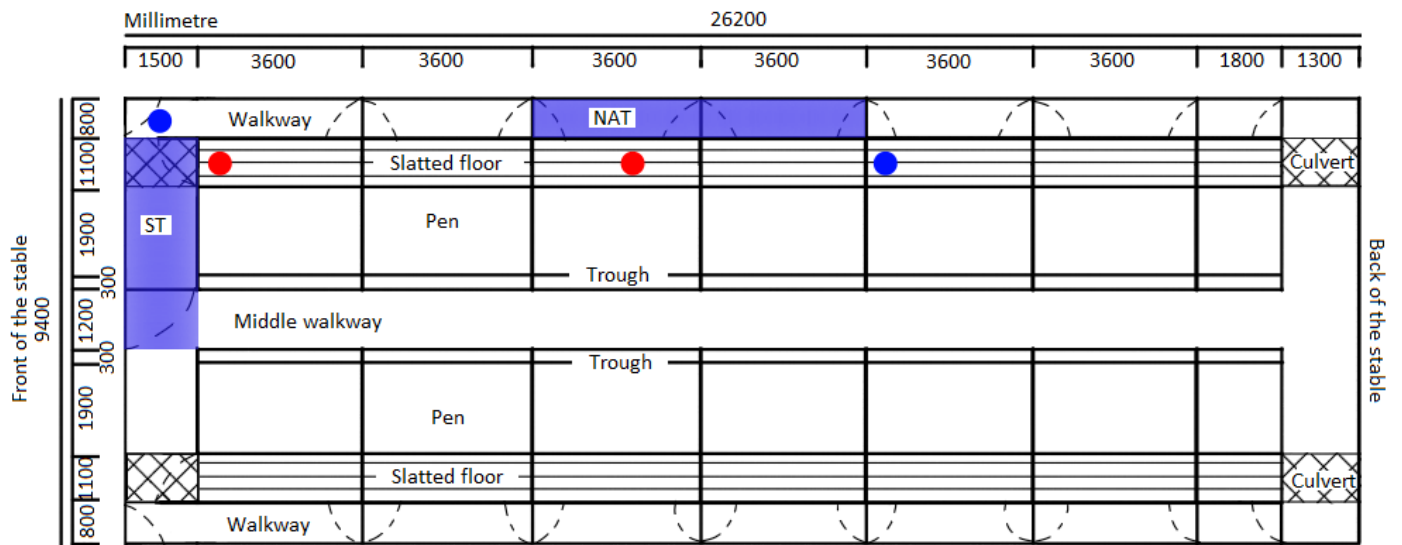 Millimetre
26200
1500 3600 3600 3600 3600 3600 3600 1800 1300
800
Walkway
NAT
1100
Slatted floor
Culvert
1900
ST
Pen
300
Trough
1200
Middle walkway
300
Trough
1900
Pen
1100
Slatted floor
Culvert
800
Walkway
Front of the stable
9400
Back of the stable